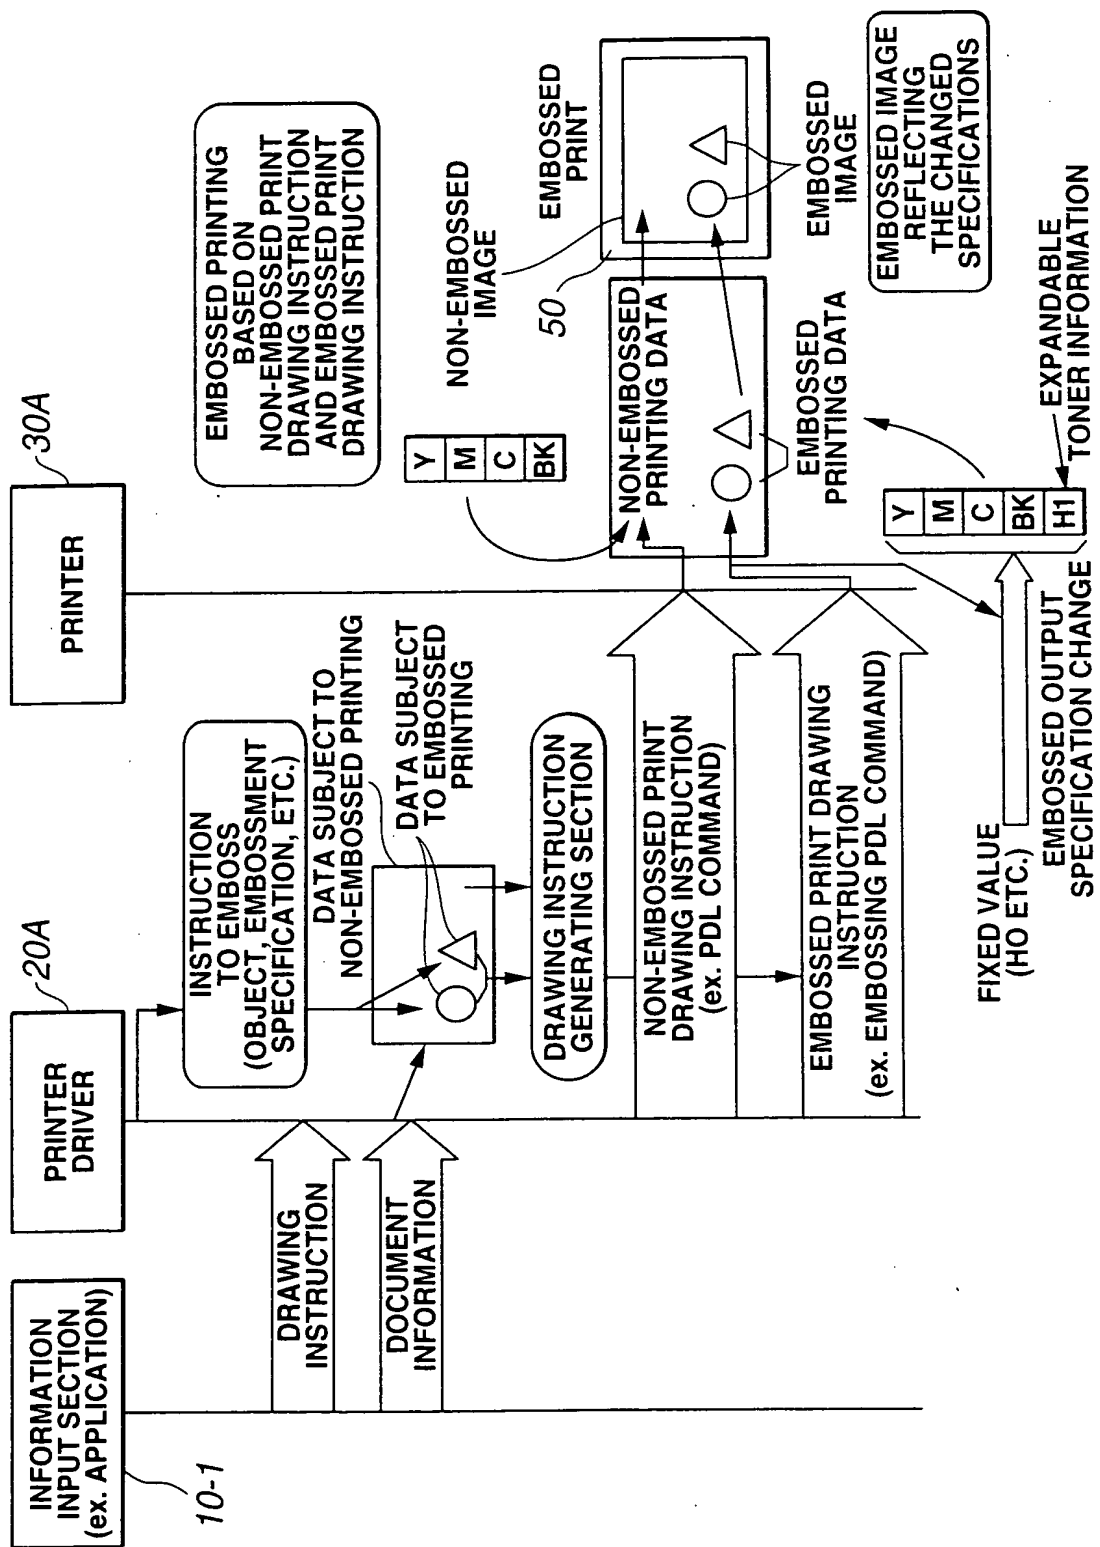 INFORMATION
INPUT SECTION
(ex. APPLICATION)
10-1
PRINTER
DRIVER
20A
PRINTER
30A
DRAWING
INSTRUCTION
DOCUMENT
INFORMATION
INSTRUCTION
TO EMBOSS
(OBJECT, EMBOSSMENT
SPECIFICATION, ETC.)
DATA SUBJECT TO
NON-EMBOSSED PRINTING
DATA SUBJECT
TO EMBOSSED
PRINTING
DRAWING INSTRUCTION
GENERATING SECTION
NON-EMBOSSED PRINT
DRAWING INSTRUCTION
(ex. PDL COMMAND)
EMBOSSED PRINT DRAWING
INSTRUCTION
(ex. EMBOSSING PDL COMMAND)
FIXED VALUE
(HO ETC.)
EMBOSSED OUTPUT
SPECIFICATION CHANGE
EMBOSSED PRINTING
BASED ON
NON-EMBOSSED PRINT
DRAWING INSTRUCTION
AND EMBOSSED PRINT
DRAWING INSTRUCTION
Y
M
C
BK
NON-EMBOSSED
IMAGE
NON-EMBOSSED
PRINTING DATA
50
EMBOSSED
PRINT
EMBOSSED
PRINTING DATA
EMBOSSED
IMAGE
Y
M
C
BK
H1
EXPANDABLE
TONER INFORMATION
EMBOSSED IMAGE
REFLECTING
THE CHANGED
SPECIFICATIONS